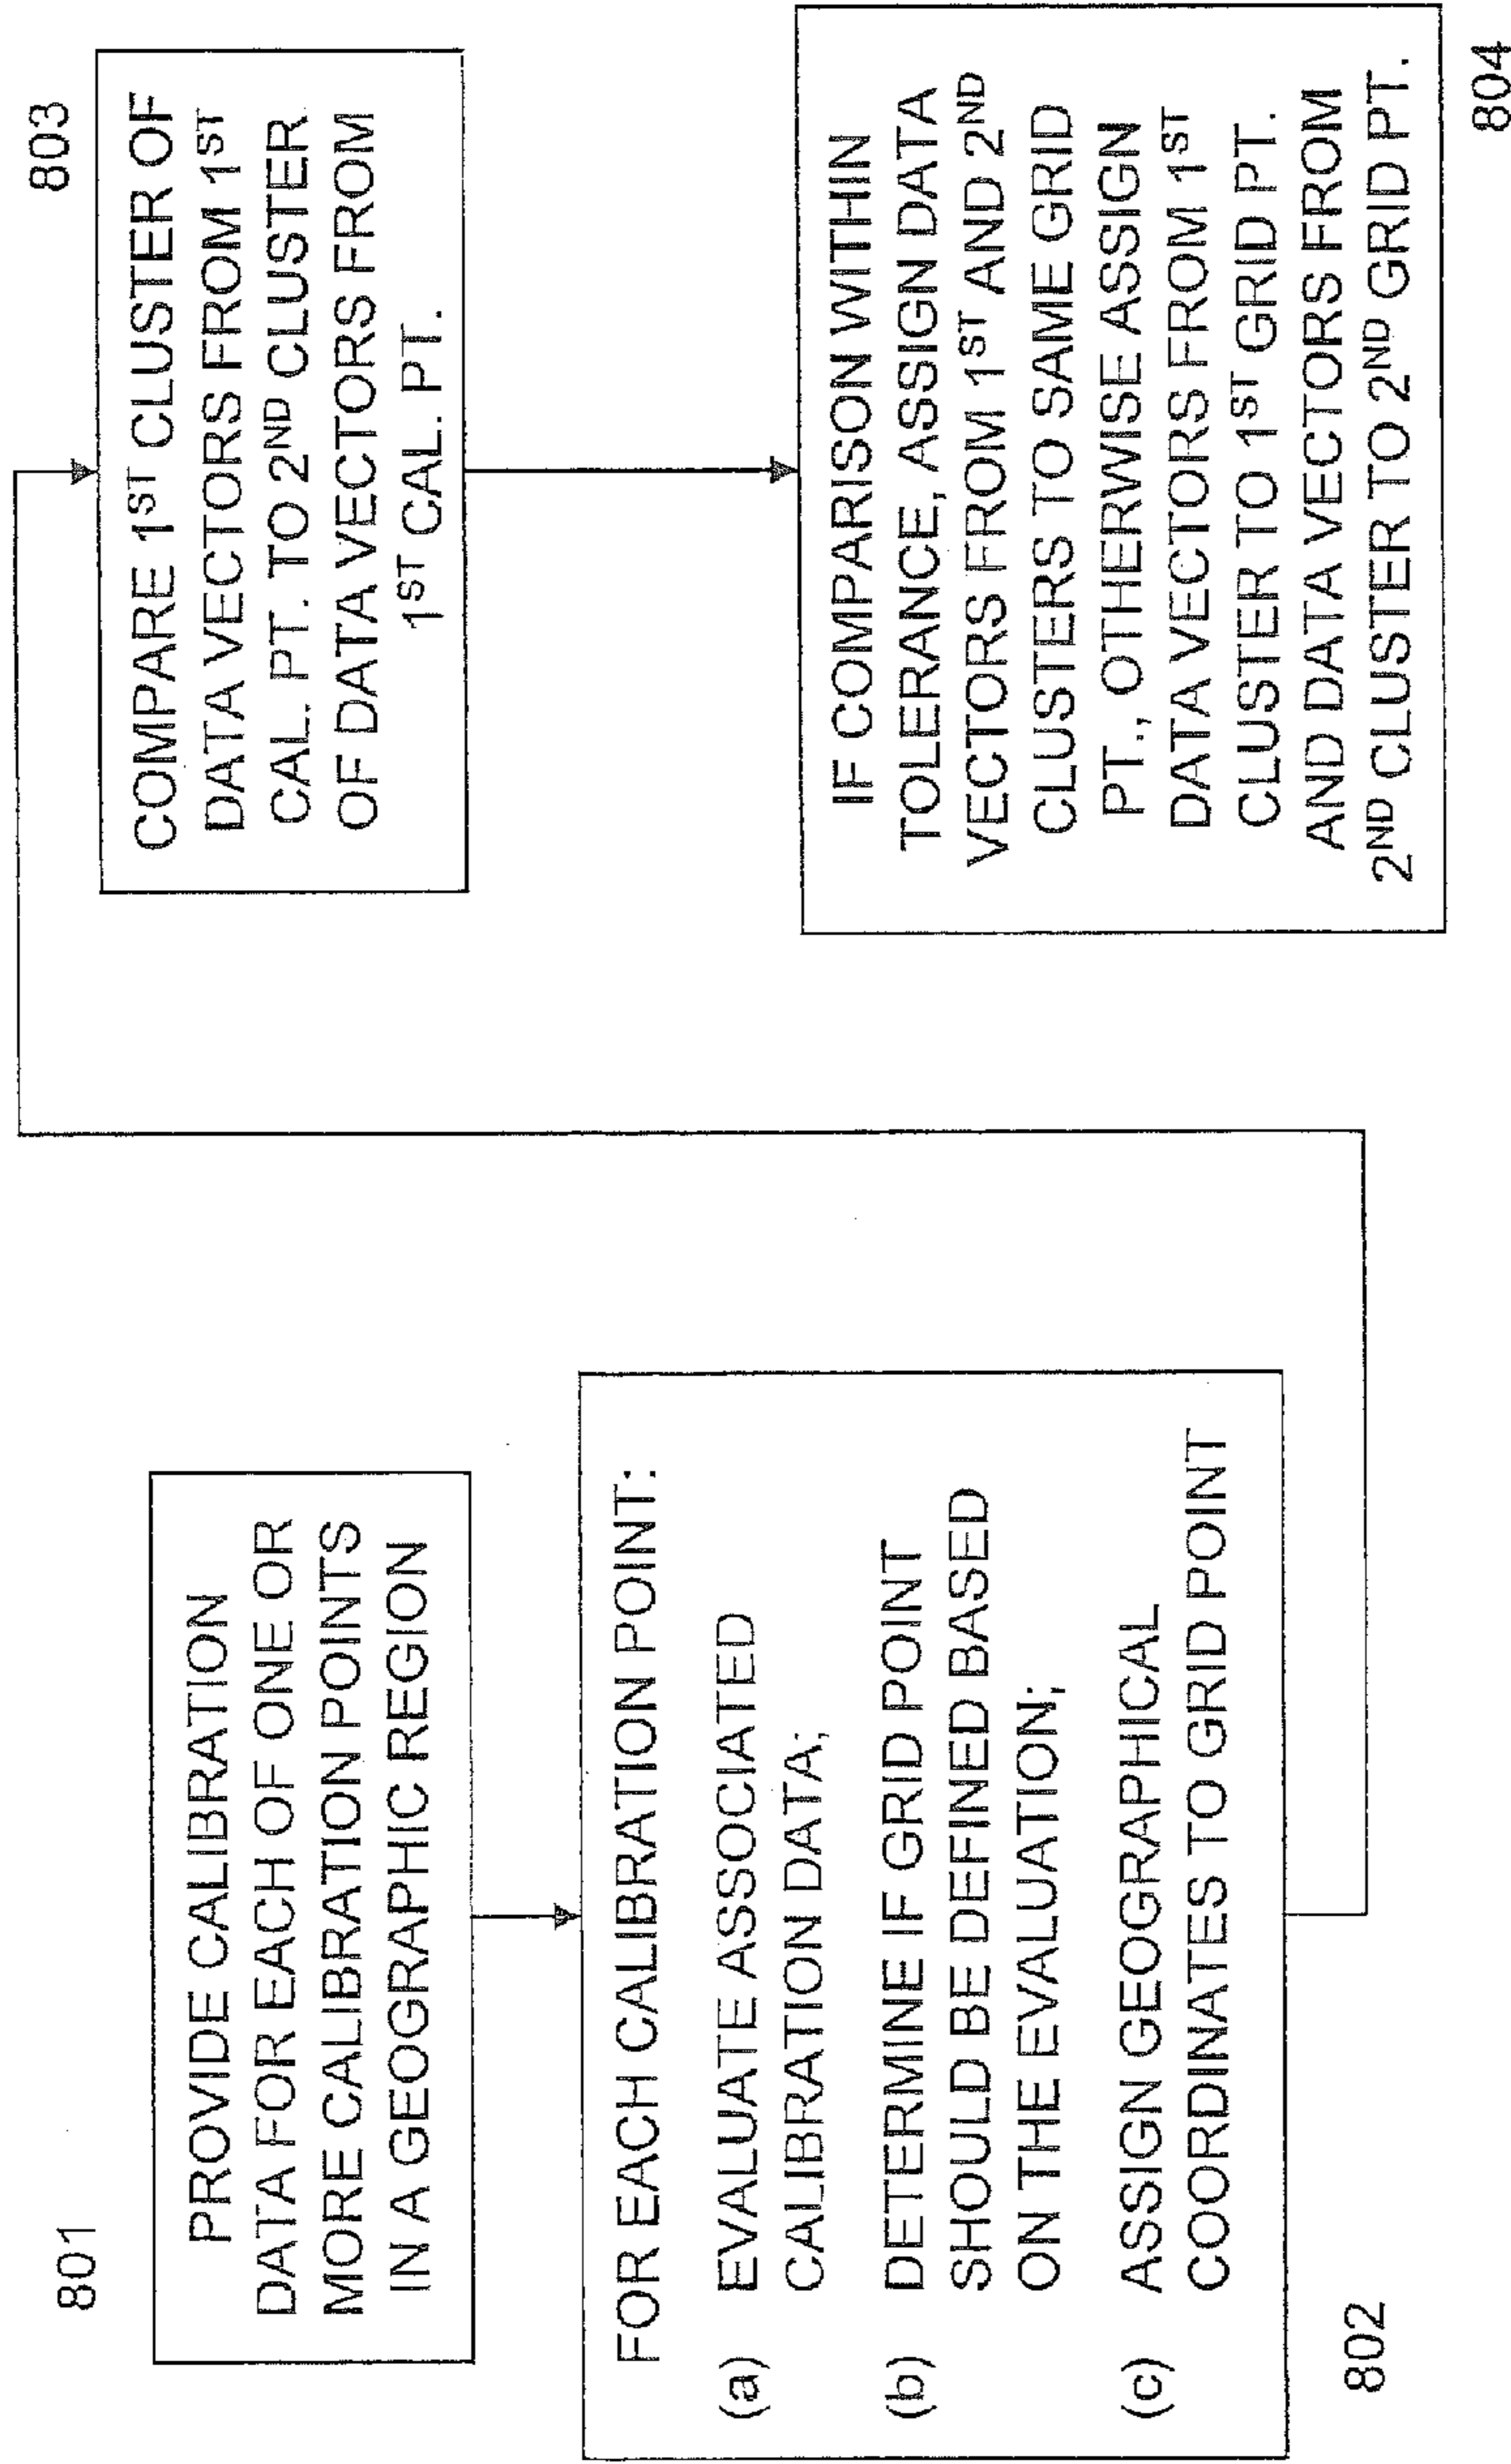 801
PROVIDE CALIBRATION
DATA FOR EACH OF ONE OR
MORE CALIBRATION POINTS
IN A GEOGRAPHIC REGION
FOR EACH CALIBRATION POINT:
(a) EVALUATE ASSOCIATED
CALIBRATION DATA;
(b) DETERMINE IF GRID POINT
SHOULD BE DEFINED BASED
ON THE EVALUATION;
(c) ASSIGN GEOGRAPHICAL
COORDINATES TO GRID POINT
802
803
COMPARE 1ST CLUSTER OF
DATA VECTORS FROM 1ST
CAL. PT. TO 2ND CLUSTER
OF DATA VECTORS FROM
1ST CAL. PT.
IF COMPARISON WITHIN
TOLERANCE, ASSIGN DATA
VECTORS FROM 1ST AND 2ND
CLUSTERS TO SAME GRID
PT., OTHERWISE ASSIGN
DATA VECTORS FROM 1ST
CLUSTER TO 1ST GRID PT.
AND DATA VECTORS FROM
2ND CLUSTER TO 2ND GRID PT.
804